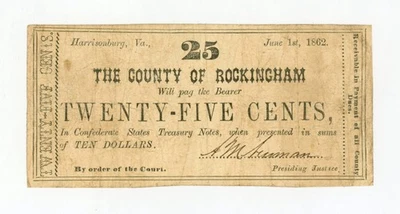 TWENTY-FIVE CENTS.
Harrisonburg, Va.,
25
June 1st, 1862.
THE COUNTY OF ROCKINGHAM
Will pay the Bearer
TWENTY-FIVE CENTS,
In Confederate States Treasury Notes, when presented in sums
of TEN DOLLARS.
By order of the Court.
Presiding Justice
Receivable in Payment of all County
Dues.